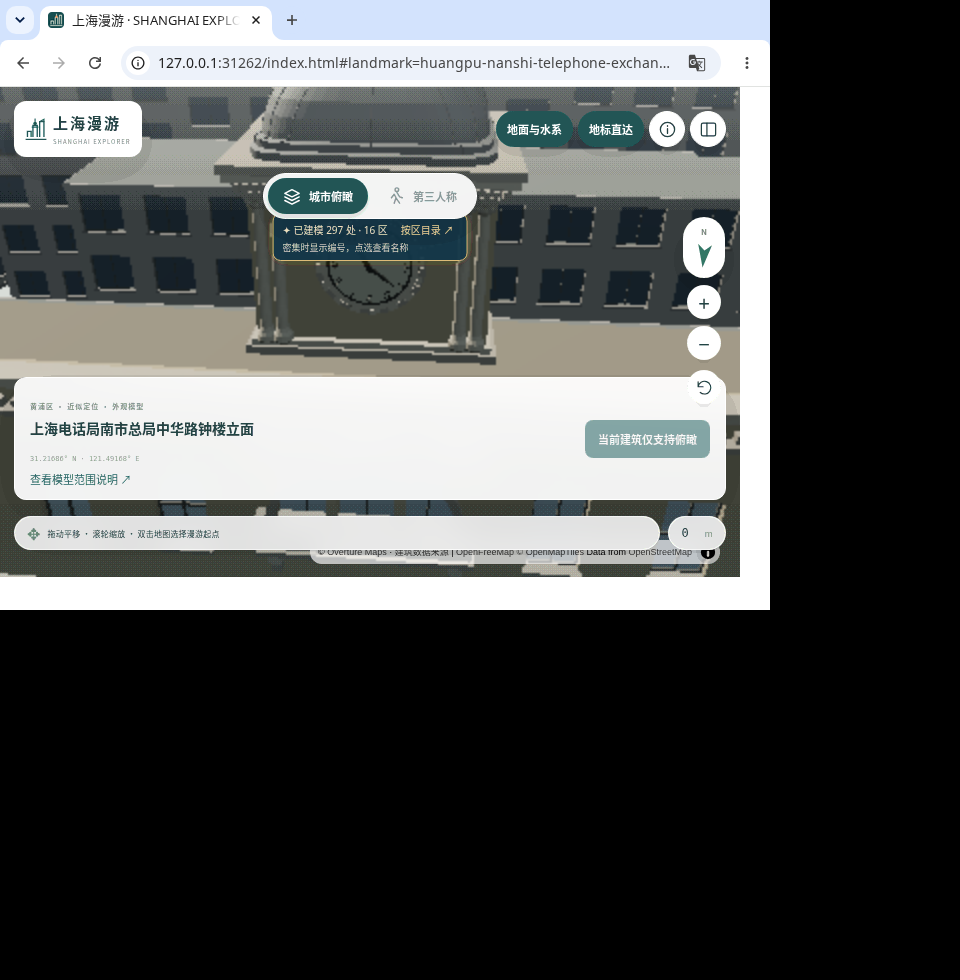 上海漫游 · SHANGHAI EXPLO
127.0.0.1:31262/index.html#landmark=huangpu-nanshi-telephone-exchan...
上海漫游
SHANGHAI EXPLORER
地面与水系
地标直达
城市俯瞰
第三人称
✦ 已建模 297 处 · 16 区 按区目录 ↗
密集时显示编号，点选查看名称
N
+
−
黄浦区 · 近似定位 · 外观模型
上海电话局南市总局中华路钟楼立面
31.21686° N · 121.49168° E
查看模型范围说明 ↗
当前建筑仅支持俯瞰
拖动平移 · 滚轮缩放 · 双击地图选择漫游起点
0 m
© Overture Maps · 建筑数据来源 | OpenFreeMap © OpenMapTiles Data from OpenStreetMap